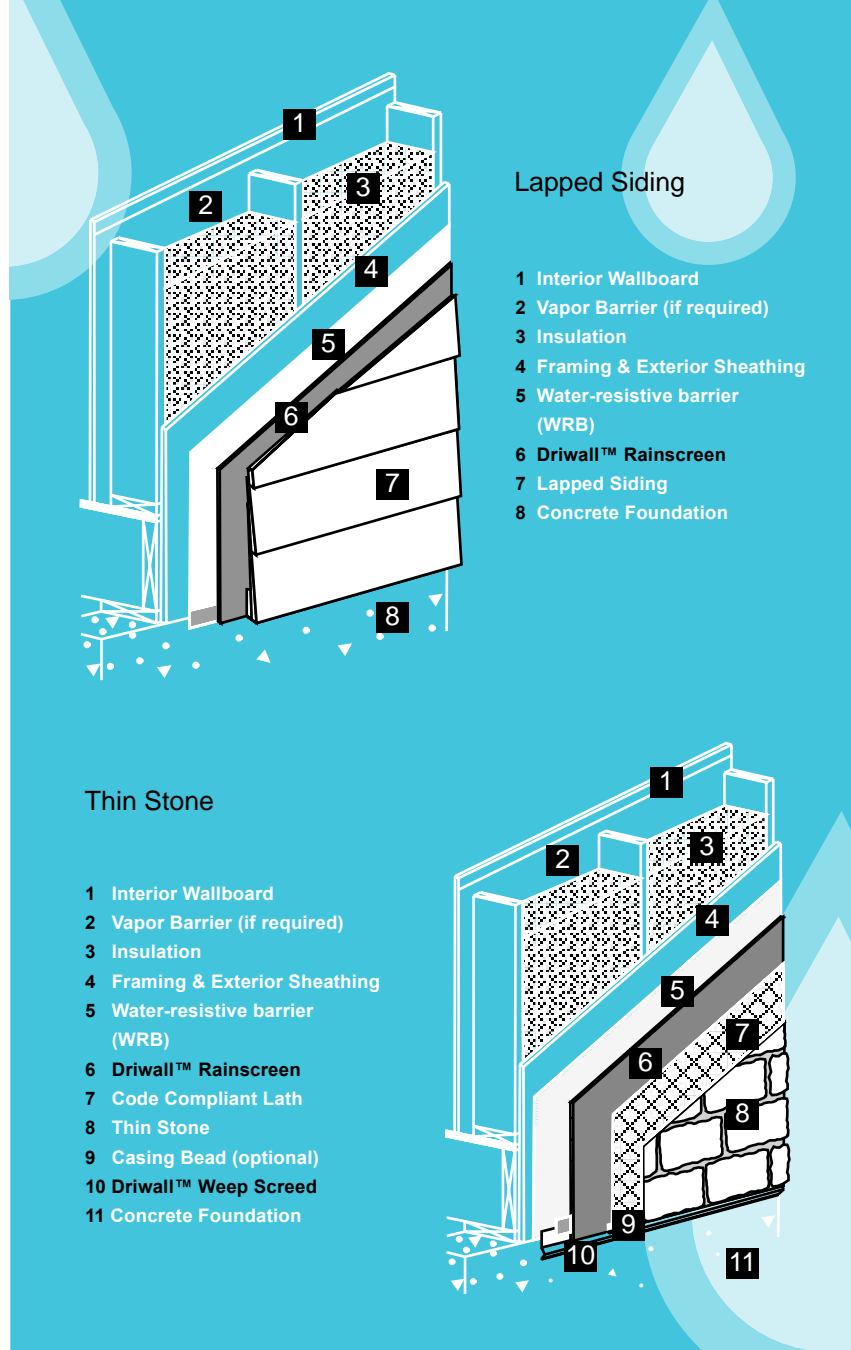 1
2
3
4
5
6
7
8
Lapped Siding
1 Interior Wallboard
2 Vapor Barrier (if required)
3 Insulation
4 Framing & Exterior Sheathing
5 Water-resistive barrier
(WRB)
6 Driwall™ Rainscreen
7 Lapped Siding
8 Concrete Foundation
Thin Stone
1 Interior Wallboard
2 Vapor Barrier (if required)
3 Insulation
4 Framing & Exterior Sheathing
5 Water-resistive barrier
(WRB)
6 Driwall™ Rainscreen
7 Code Compliant Lath
8 Thin Stone
9 Casing Bead (optional)
10 Driwall™ Weep Screed
11 Concrete Foundation
1
2
3
4
5
6
7
8
9
10
11